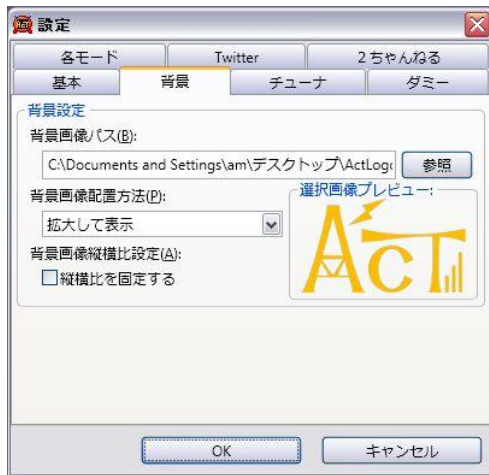 設定
各モード Twitter 2ちゃんねる
基本 背景 チューナ ダミー
背景設定
背景画像パス(B):
C:\Documents and Settings\am\デスクトップ\ActLogo 参照
背景画像配置方法(P): 選択画像プレビュー:
拡大して表示
ACT
背景画像縦横比設定(A):
縦横比を固定する
OK キャンセル